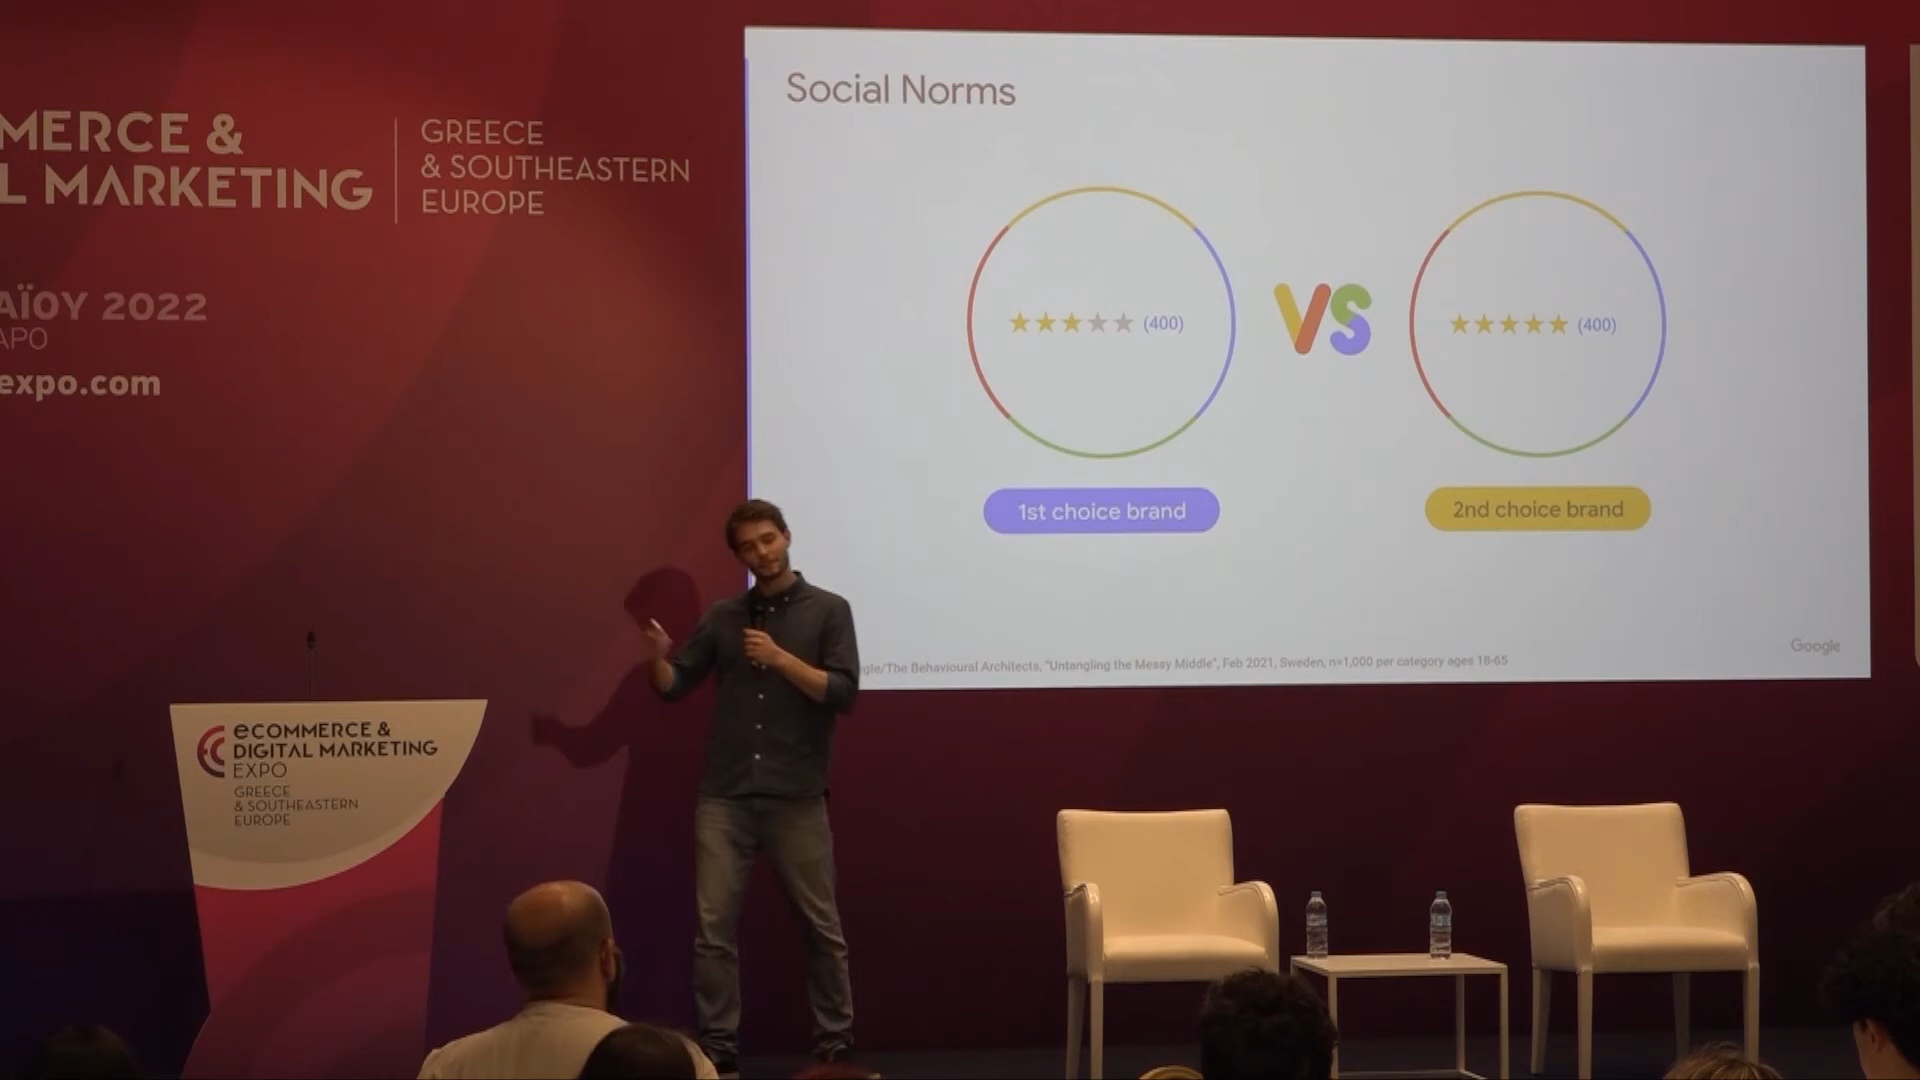 MERCE &
L MARKETING
GREECE
& SOUTHEASTERN
EUROPE
ΑΪΟΥ 2022
expo.com
Social Norms
(400)
VS
(400)
1st choice brand
2nd choice brand
Google
/The Behavioural Architects, "Untangling the Messy Middle", Feb 2021, Sweden, n=1,000 per category ages 18-65
eCOMMERCE &
DIGITAL MARKETING
EXPO
GREECE
& SOUTHEASTERN
EUROPE